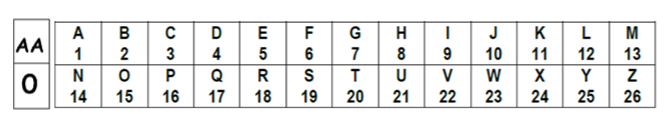 AA A B C D E F G H I J K L M
1 2 3 4 5 6 7 8 9 10 11 12 13
0 N O P Q R S T U V W X Y Z
14 15 16 17 18 19 20 21 22 23 24 25 26